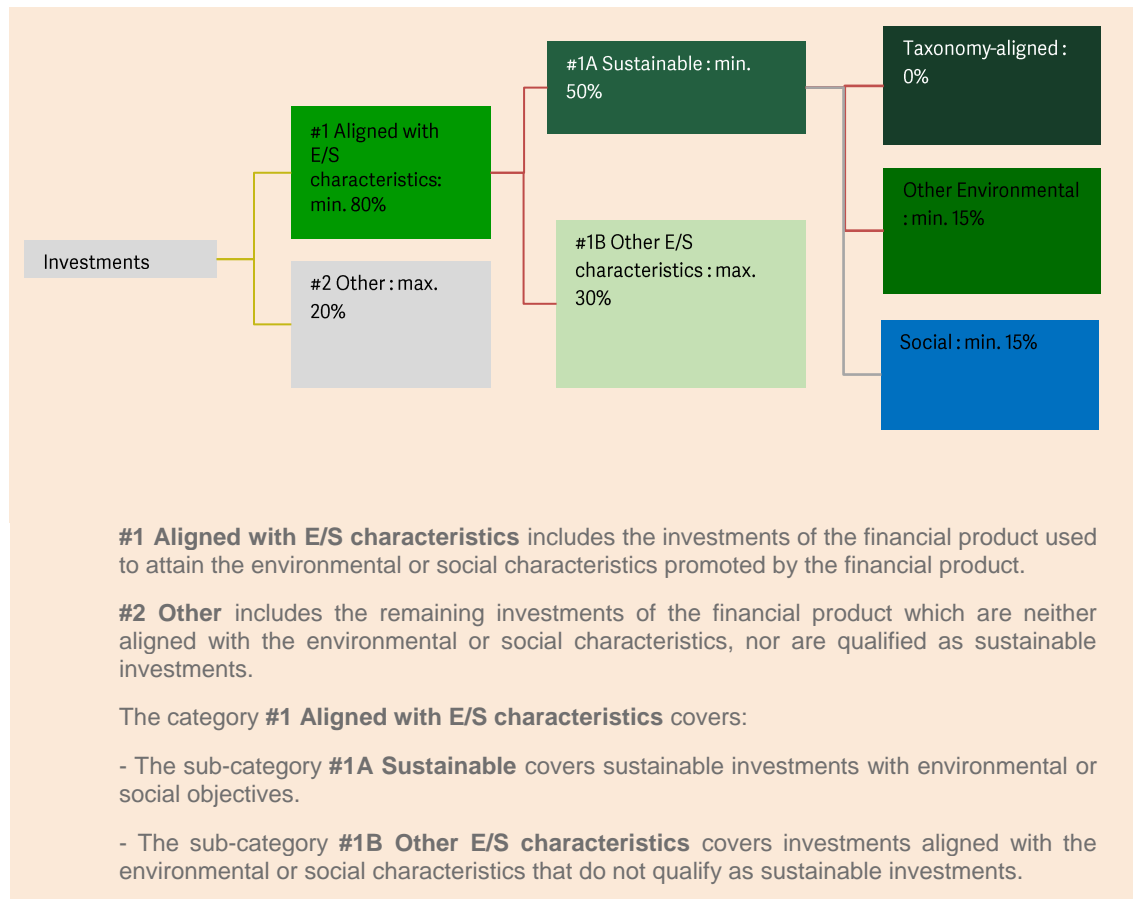 Investments
#1 Aligned with
E/S
characteristics:
min. 80%
#2 Other : max.
20%
#1A Sustainable : min.
50%
#1B Other E/S
characteristics : max.
30%
Taxonomy-aligned :
0%
Other Environmental
: min. 15%
Social : min. 15%
#1 Aligned with E/S characteristics includes the investments of the financial product used
to attain the environmental or social characteristics promoted by the financial product.
#2 Other includes the remaining investments of the financial product which are neither
aligned with the environmental or social characteristics, nor are qualified as sustainable
investments.
The category #1 Aligned with E/S characteristics covers:
- The sub-category #1A Sustainable covers sustainable investments with environmental or
social objectives.
- The sub-category #1B Other E/S characteristics covers investments aligned with the
environmental or social characteristics that do not qualify as sustainable investments.